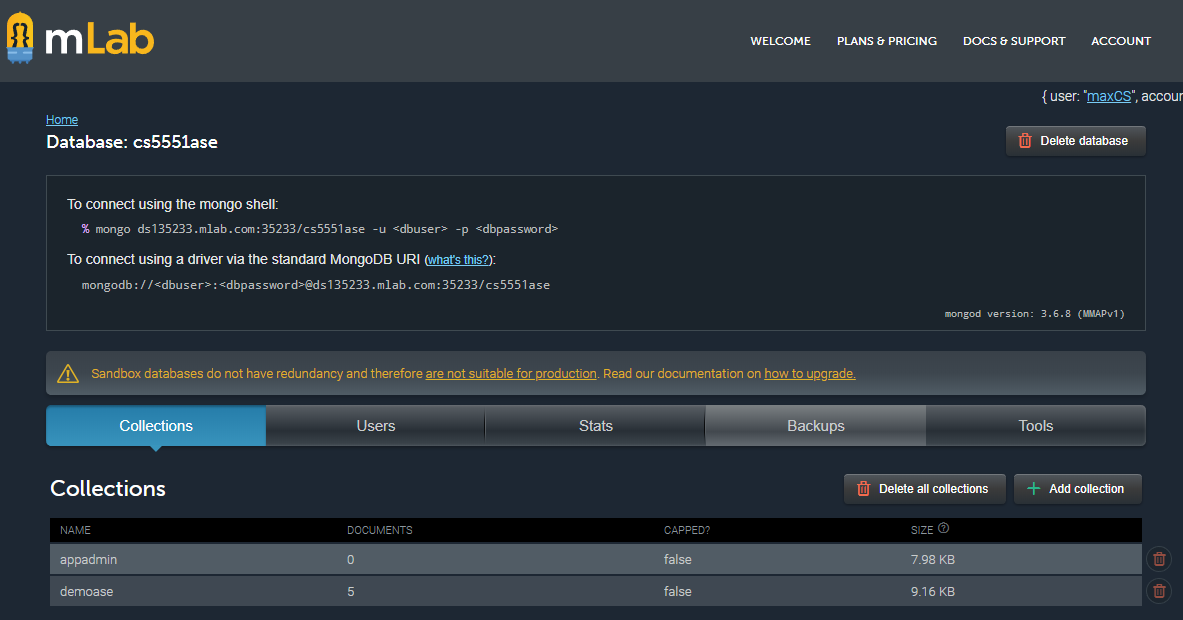 mLab
WELCOME PLANS & PRICING DOCS & SUPPORT ACCOUNT
{ user: "maxCS", accour
Home
Database: cs5551ase
Delete database
To connect using the mongo shell:
% mongo ds135233.mlab.com:35233/cs5551ase -u <dbuser> -p <dbpassword>
To connect using a driver via the standard MongoDB URI (what's this?):
mongodb://<dbuser>:<dbpassword>@ds135233.mlab.com:35233/cs5551ase
mongod version: 3.6.8 (MMAPv1)
Sandbox databases do not have redundancy and therefore are not suitable for production. Read our documentation on how to upgrade.
Collections Users Stats Backups Tools
Collections
Delete all collections
Add collection
NAME DOCUMENTS CAPPED? SIZE ?
appadmin 0 false 7.98 KB
demoase 5 false 9.16 KB